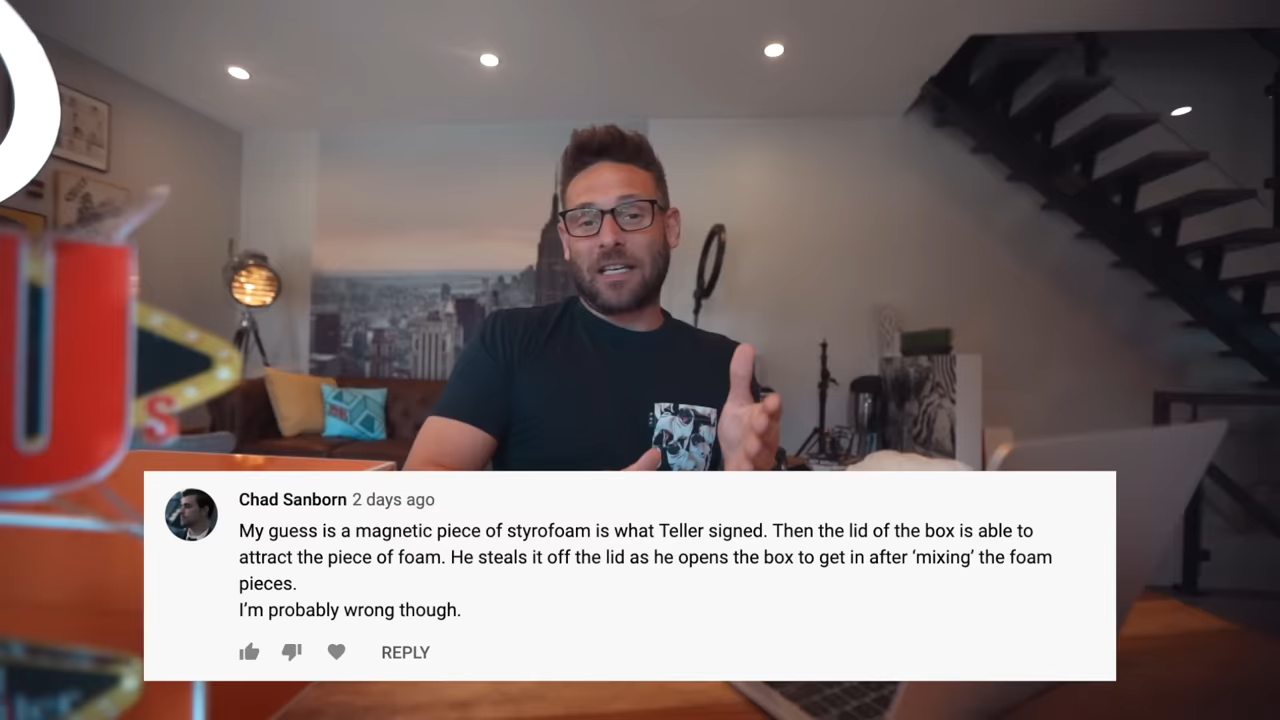 U
S
Chad Sanborn 2 days ago
My guess is a magnetic piece of styrofoam is what Teller signed. Then the lid of the box is able to
attract the piece of foam. He steals it off the lid as he opens the box to get in after ‘mixing’ the foam
pieces.
I’m probably wrong though.
REPLY